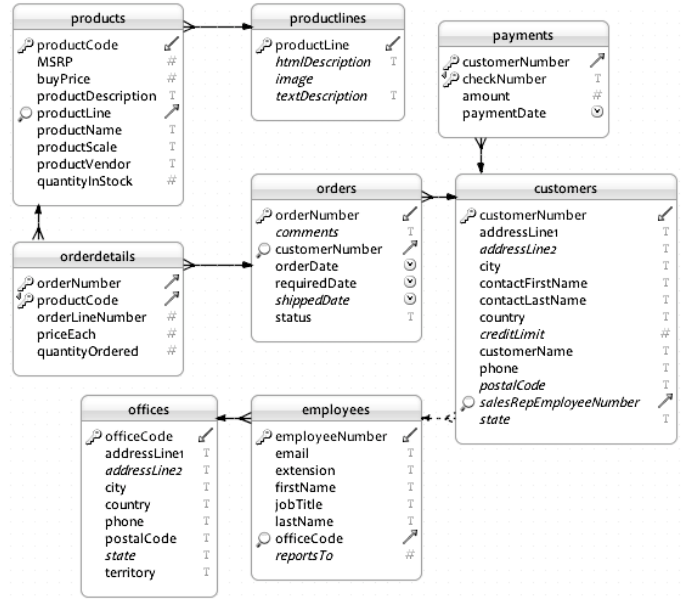 products
productCode
MSRP #
buyPrice #
productDescription T
productLine
productName T
productScale T
productVendor T
quantityInStock #
productlines
productLine
htmlDescription T
image
textDescription T
payments
customerNumber
checkNumber T
amount #
paymentDate
orderdetails
orderNumber
productCode
orderLineNumber #
priceEach #
quantityOrdered #
orders
orderNumber
comments T
customerNumber
orderDate
requiredDate
shippedDate
status T
customers
customerNumber
addressLine1 T
addressLine2 T
city T
contactFirstName T
contactLastName T
country T
creditLimit #
customerName T
phone T
postalCode T
salesRepEmployeeNumber
state T
offices
officeCode
addressLine1 T
addressLine2 T
city T
country T
phone T
postalCode T
state T
territory T
employees
employeeNumber
email T
extension T
firstName T
jobTitle T
lastName T
officeCode
reportsTo #